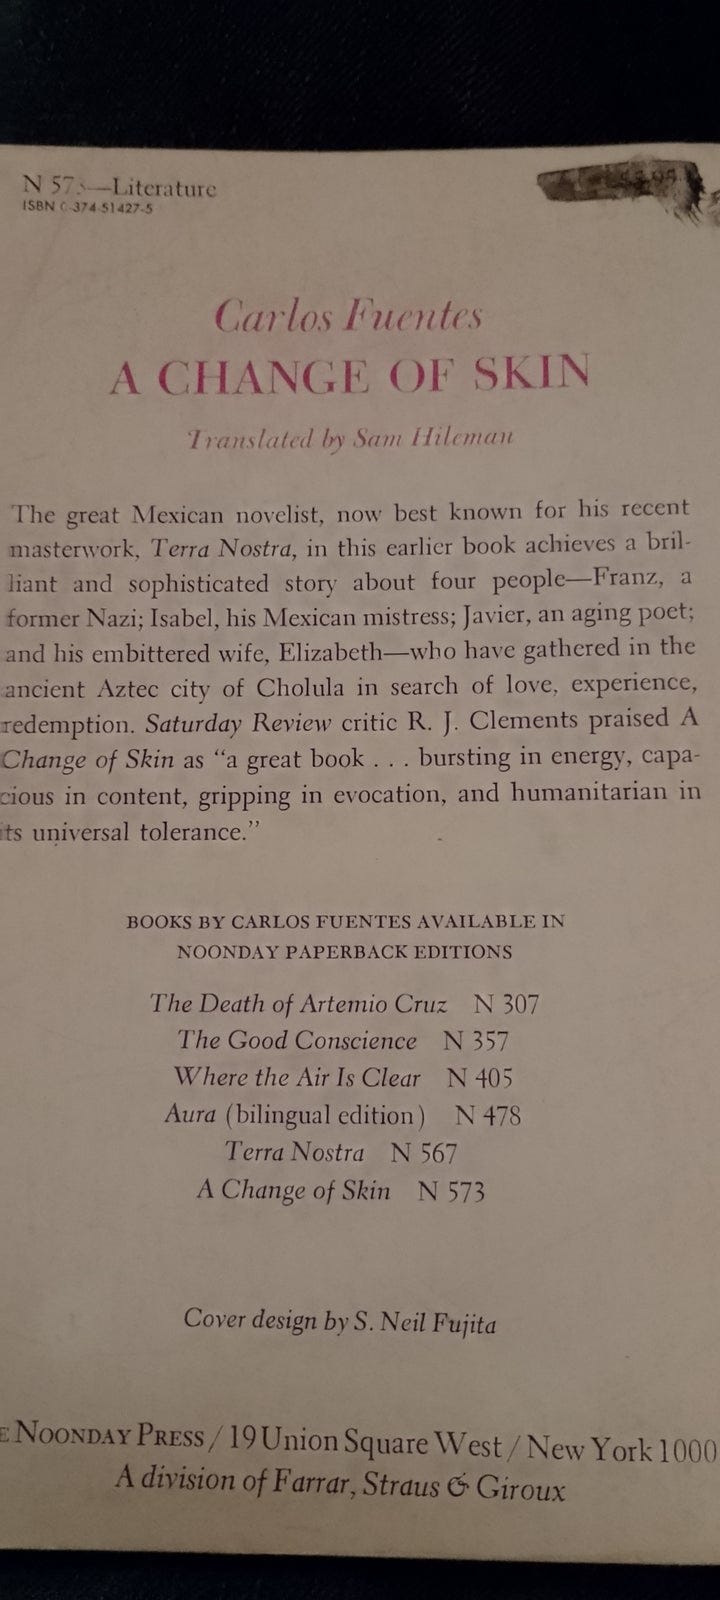 N 573—Literature
ISBN 0-374-51427-5
Carlos Fuentes
A CHANGE OF SKIN
Translated by Sam Hileman
The great Mexican novelist, now best known for his recent
masterwork, Terra Nostra, in this earlier book achieves a bril-
liant and sophisticated story about four people—Franz, a
former Nazi; Isabel, his Mexican mistress; Javier, an aging poet;
and his embittered wife, Elizabeth—who have gathered in the
ancient Aztec city of Cholula in search of love, experience,
redemption. Saturday Review critic R. J. Clements praised A
Change of Skin as “a great book . . . bursting in energy, capa-
cious in content, gripping in evocation, and humanitarian in
its universal tolerance.”
BOOKS BY CARLOS FUENTES AVAILABLE IN
NOONDAY PAPERBACK EDITIONS
The Death of Artemio Cruz N 307
The Good Conscience N 357
Where the Air Is Clear N 405
Aura (bilingual edition) N 478
Terra Nostra N 567
A Change of Skin N 573
Cover design by S. Neil Fujita
E NOONDAY PRESS / 19 Union Square West / New York 1000
A division of Farrar, Straus & Giroux